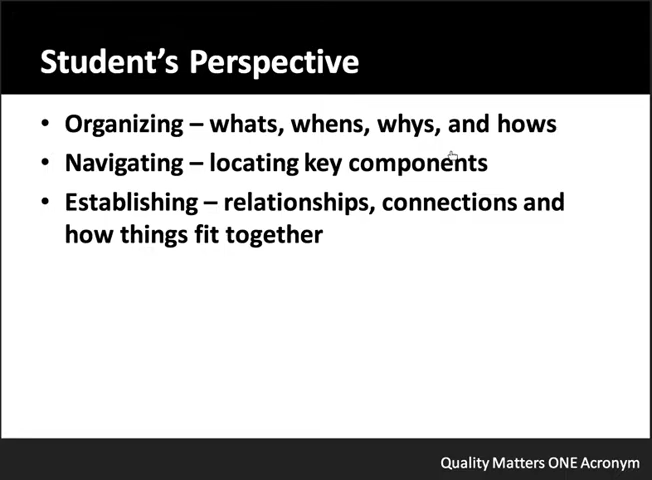 Student's Perspective
• Organizing – whats, whens, whys, and hows
• Navigating – locating key components
• Establishing – relationships, connections and
how things fit together
Quality Matters ONE Acronym